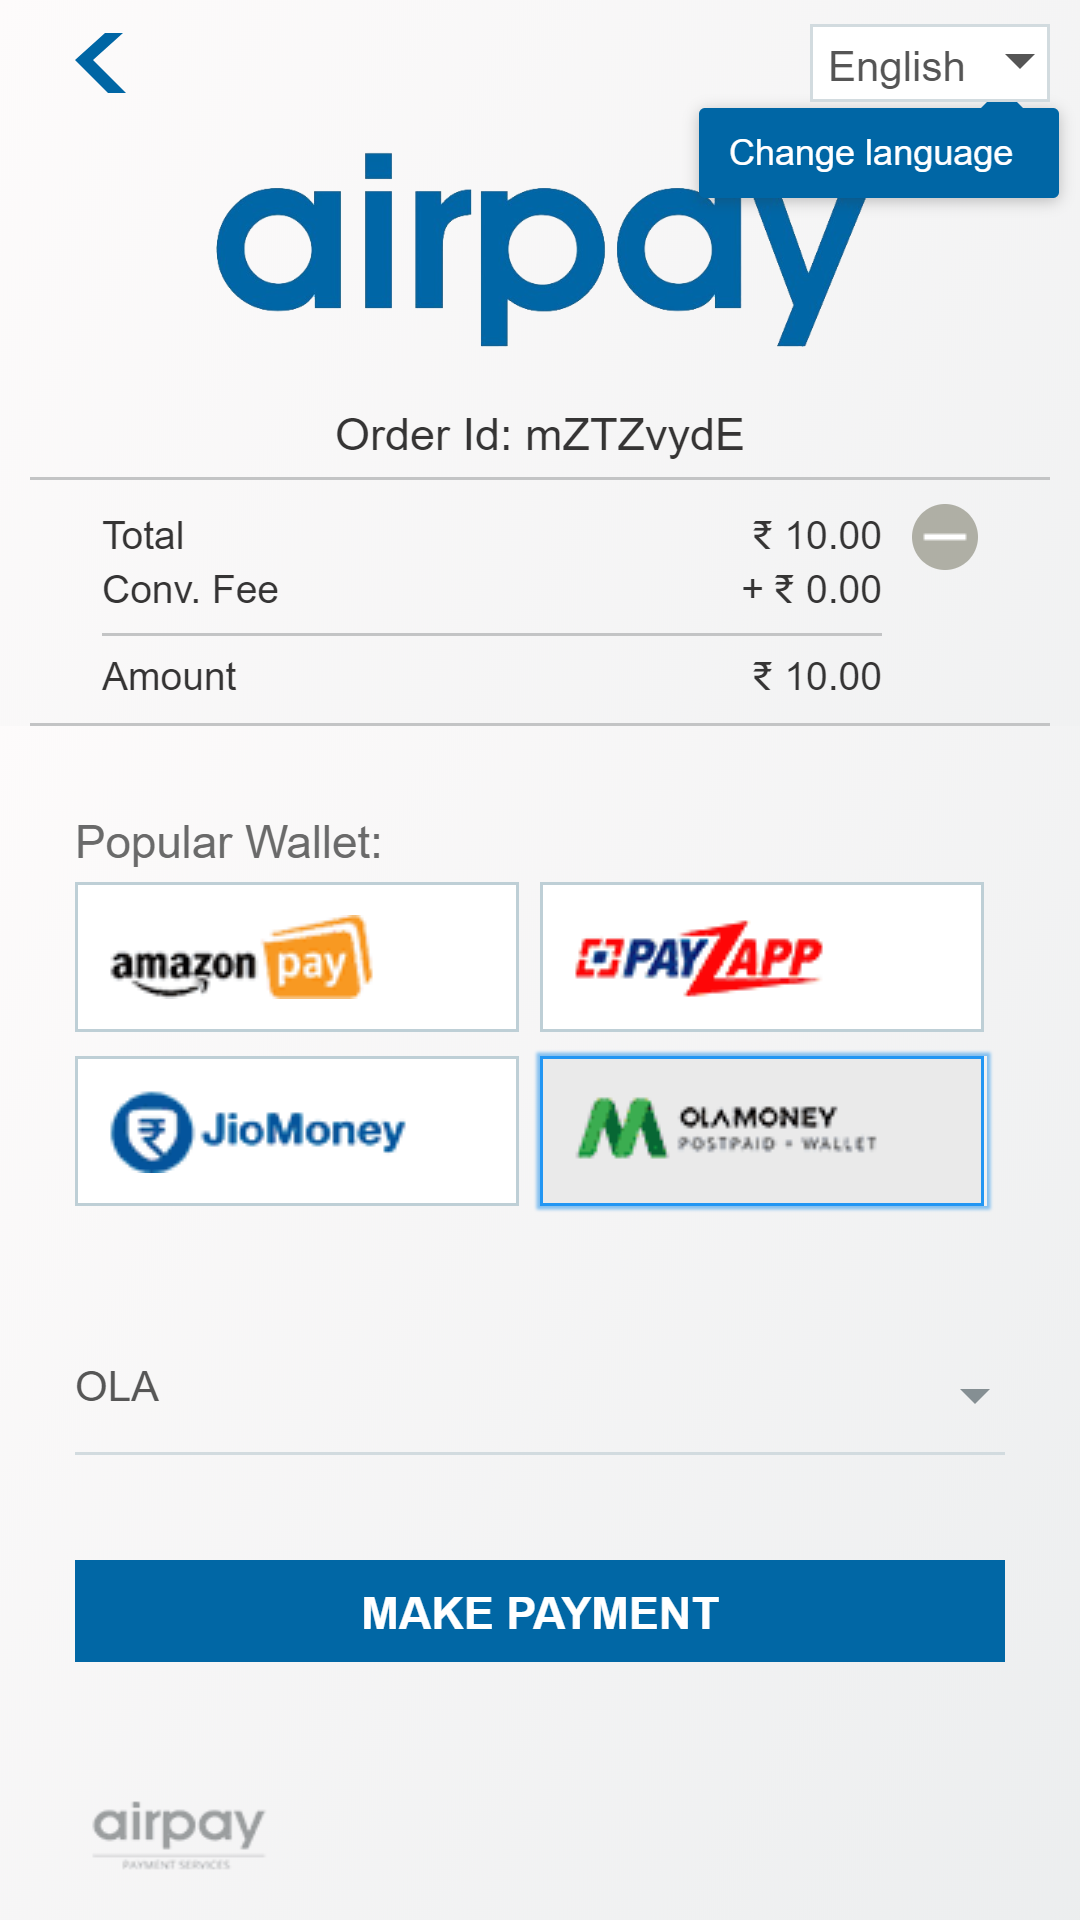 English
Change language
airpay
Order Id: mZTZvydE
Total ₹ 10.00
Conv. Fee + ₹ 0.00
Amount ₹ 10.00
Popular Wallet:
amazon pay
PAYZAPP
JioMoney
OLAMONEY
POSTPAID • WALLET
OLA
MAKE PAYMENT
airpay
PAYMENT SERVICES